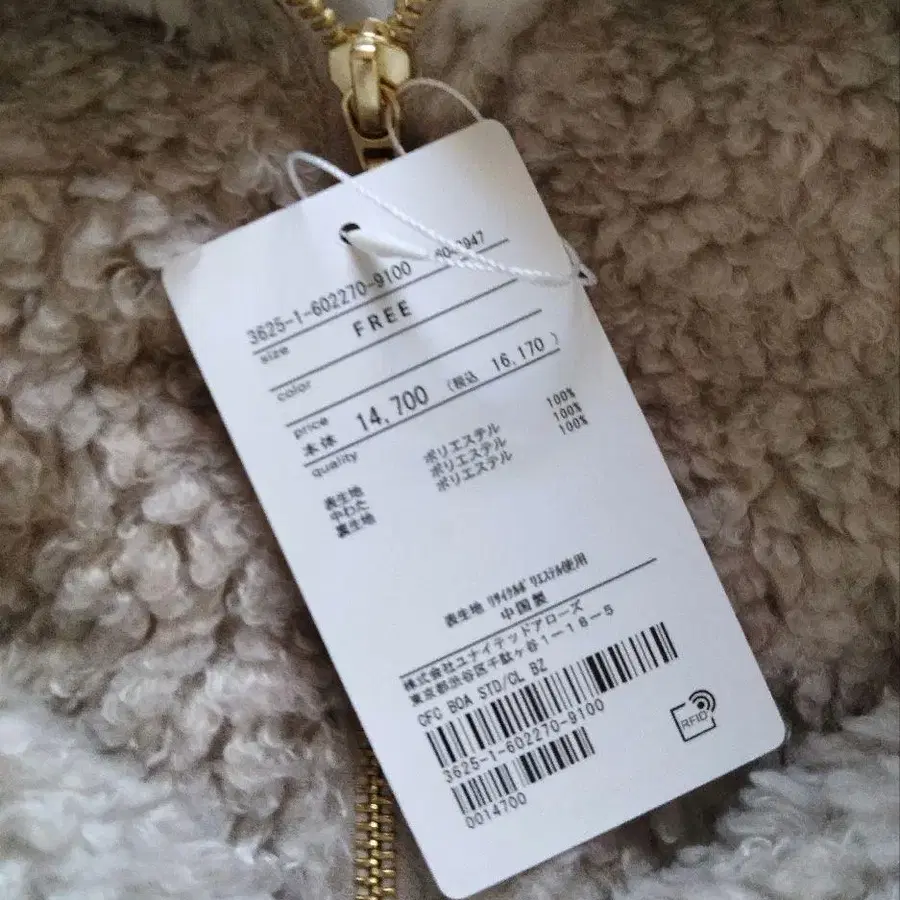 3625-1-602270-9100
size FREE
color
price
本体 14,700 (税込 16,170 )
quality
表生地 ポリエステル 100%
中わた ポリエステル 100%
裏生地 ポリエステル 100%
表生地 ﾘｻｲｸﾙﾎﾟﾘｴｽﾃﾙ使用
中国製
株式会社ユナイテッドアローズ
東京都渋谷区千駄ヶ谷1-16-5
CFC BOA STD/CL BZ
3625-1-602270-9100
0014700
RFID